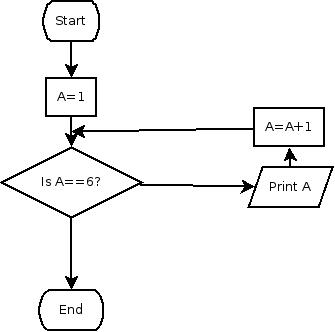 Start
A=1
A=A+1
Is A==6?
Print A
End